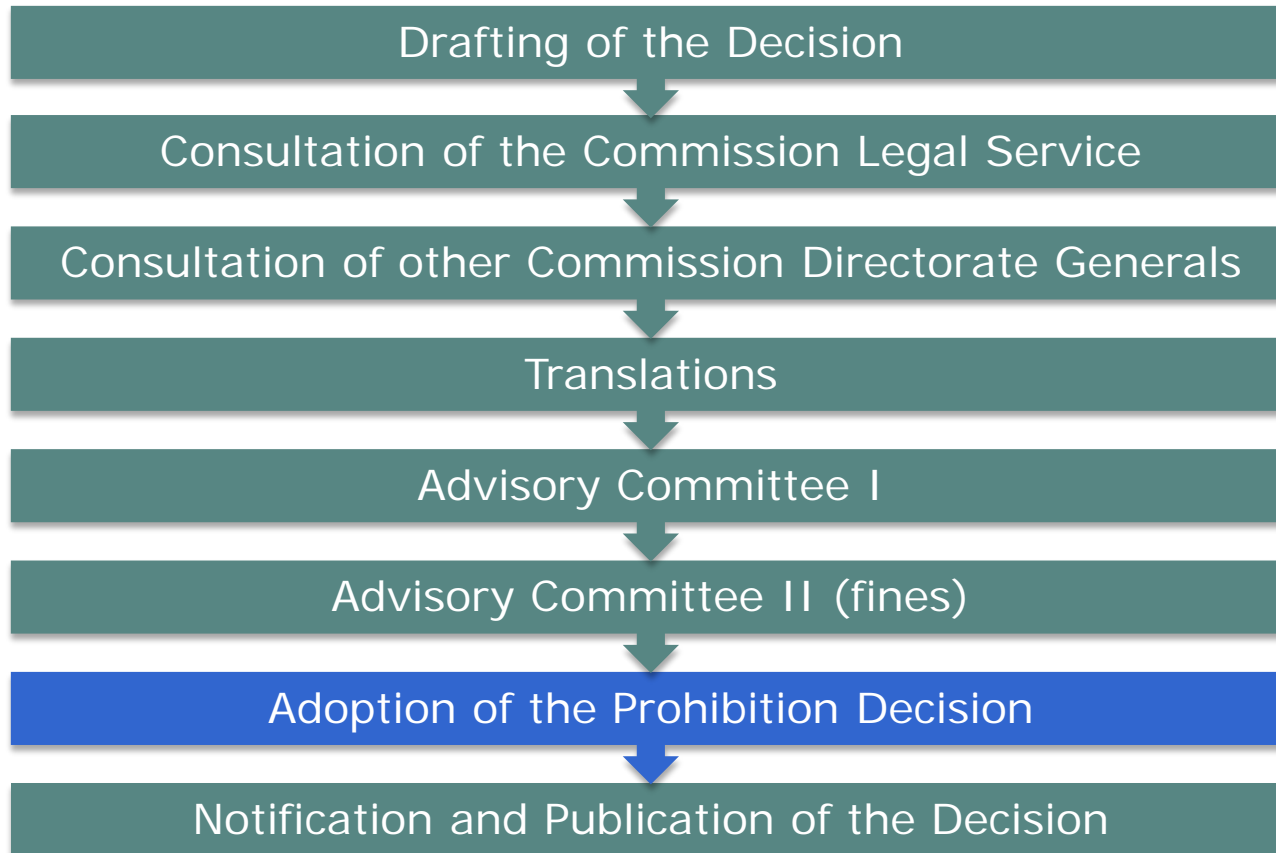 Drafting of the Decision
Consultation of the Commission Legal Service
Consultation of other Commission Directorate Generals
Translations
Advisory Committee I
Advisory Committee II (fines)
Adoption of the Prohibition Decision
Notification and Publication of the Decision